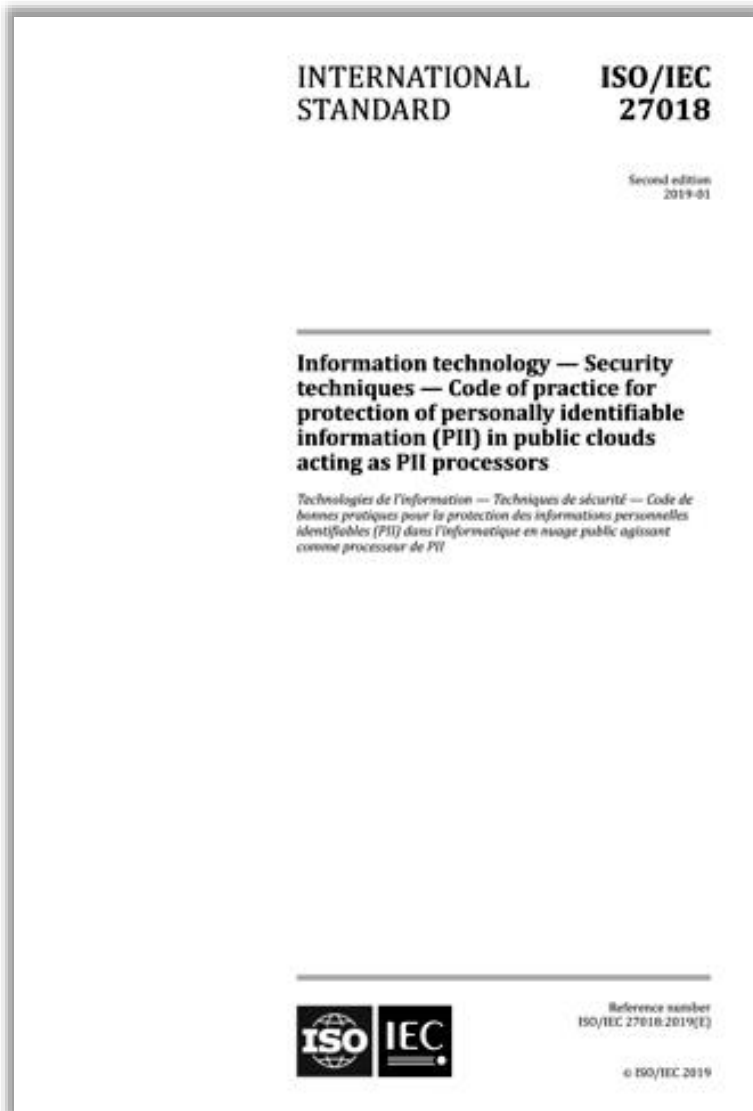 INTERNATIONAL
STANDARD
ISO/IEC
27018
Second edition
2019-01
Information technology — Security
techniques — Code of practice for
protection of personally identifiable
information (PII) in public clouds
acting as PII processors
Technologies de l'information — Techniques de sécurité — Code de
bonnes pratiques pour la protection des informations personnelles
identifiables (PII) dans l'informatique en nuage public agissant
comme processeur de PII
ISO
IEC
Reference number
ISO/IEC 27018:2019(E)
© ISO/IEC 2019